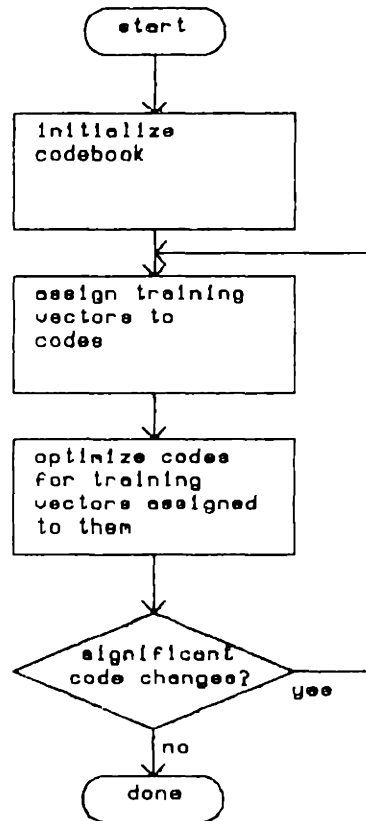 start
initialize
codebook
assign training
vectors to
codes
optimize codes
for training
vectors assigned
to them
significant
code changes?
yes
no
done